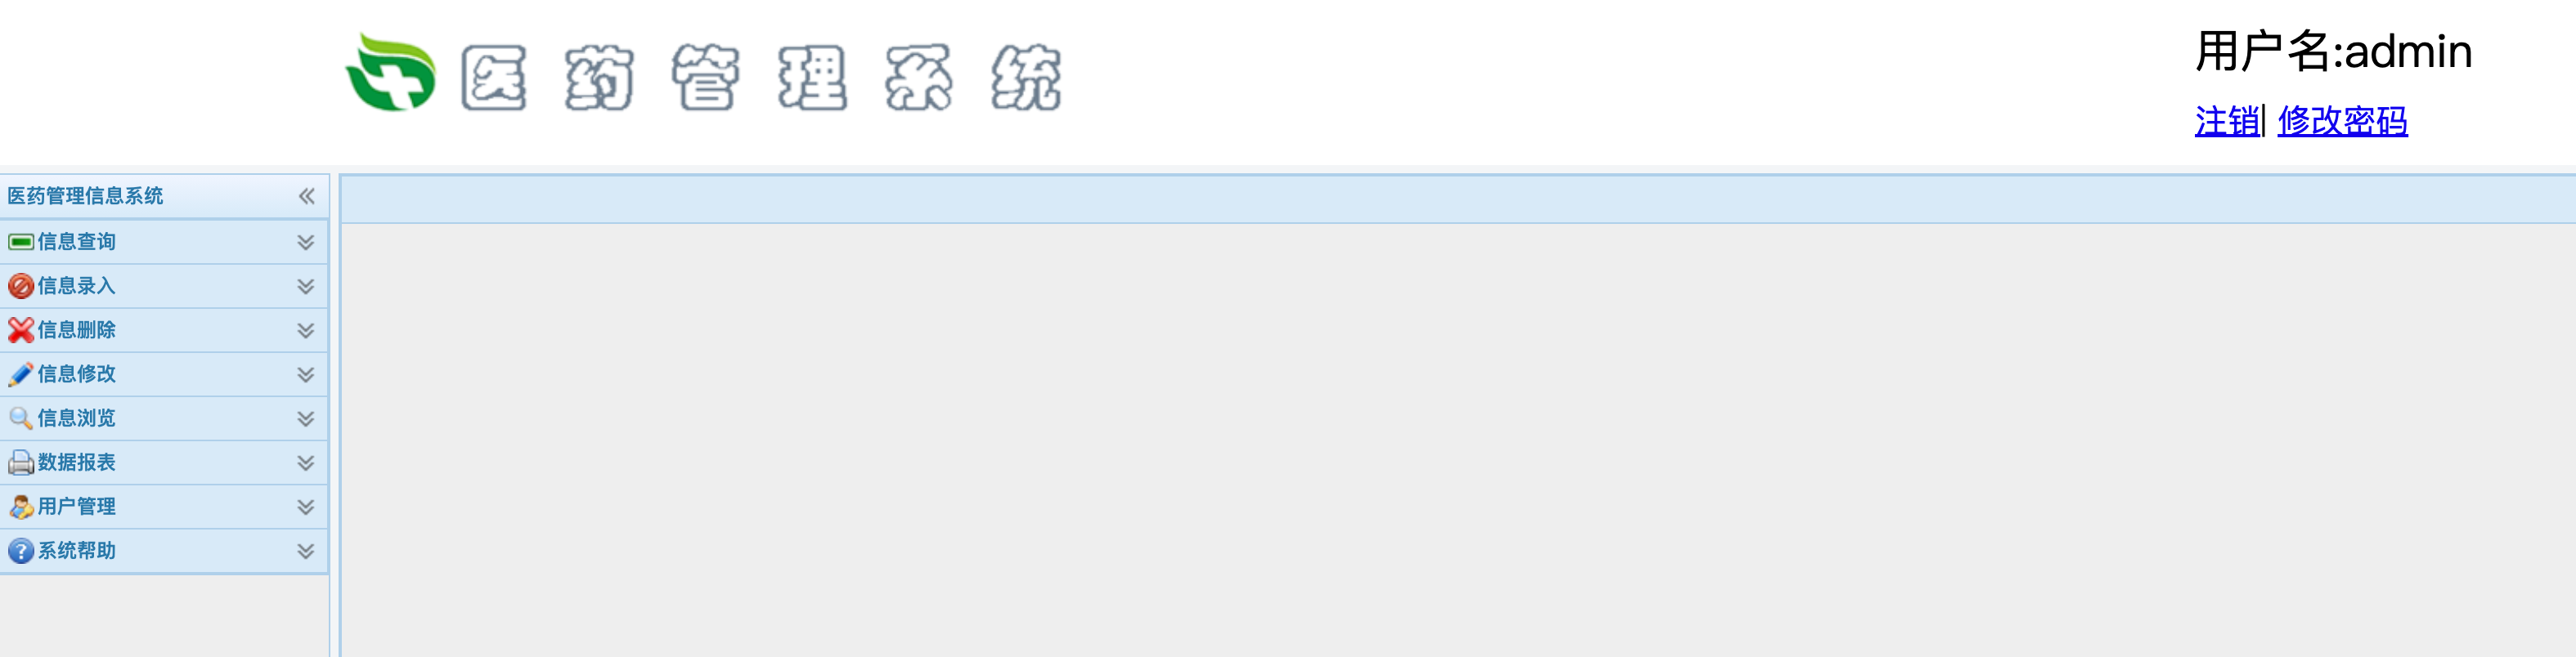 医药管理系统
用户名:admin
注销| 修改密码
医药管理信息系统
信息查询
信息录入
信息删除
信息修改
信息浏览
数据报表
用户管理
系统帮助